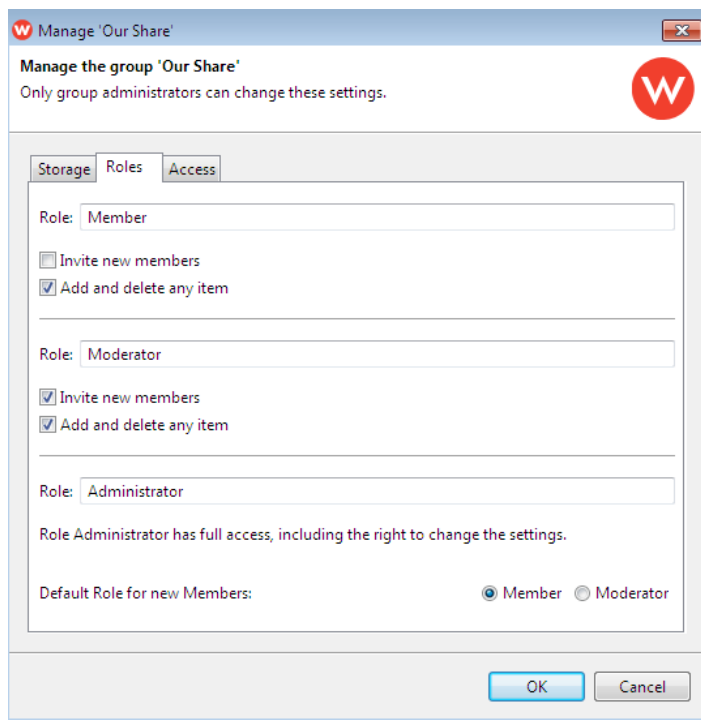 Manage 'Our Share'
Manage the group 'Our Share'
Only group administrators can change these settings.
W
Storage Roles Access
Role: Member
Invite new members
Add and delete any item
Role: Moderator
Invite new members
Add and delete any item
Role: Administrator
Role Administrator has full access, including the right to change the settings.
Default Role for new Members: Member Moderator
OK Cancel